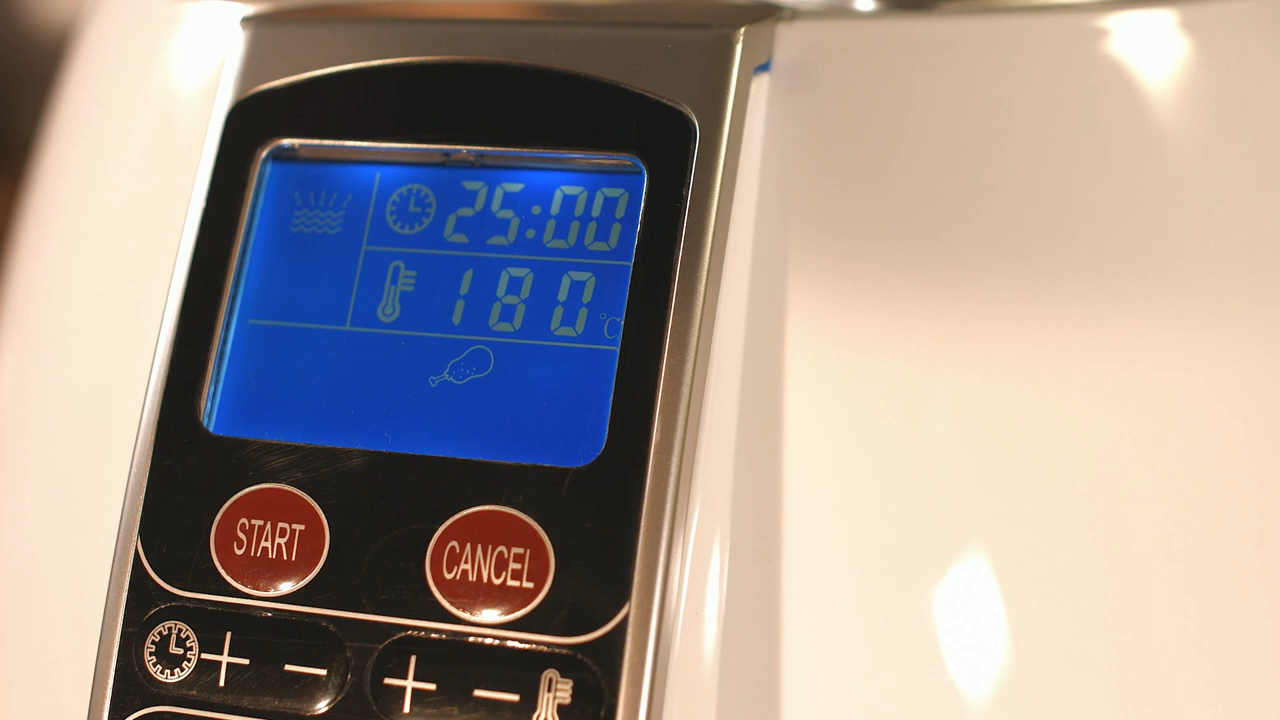 25:00
180 °C
START
CANCEL
+ −
+ −